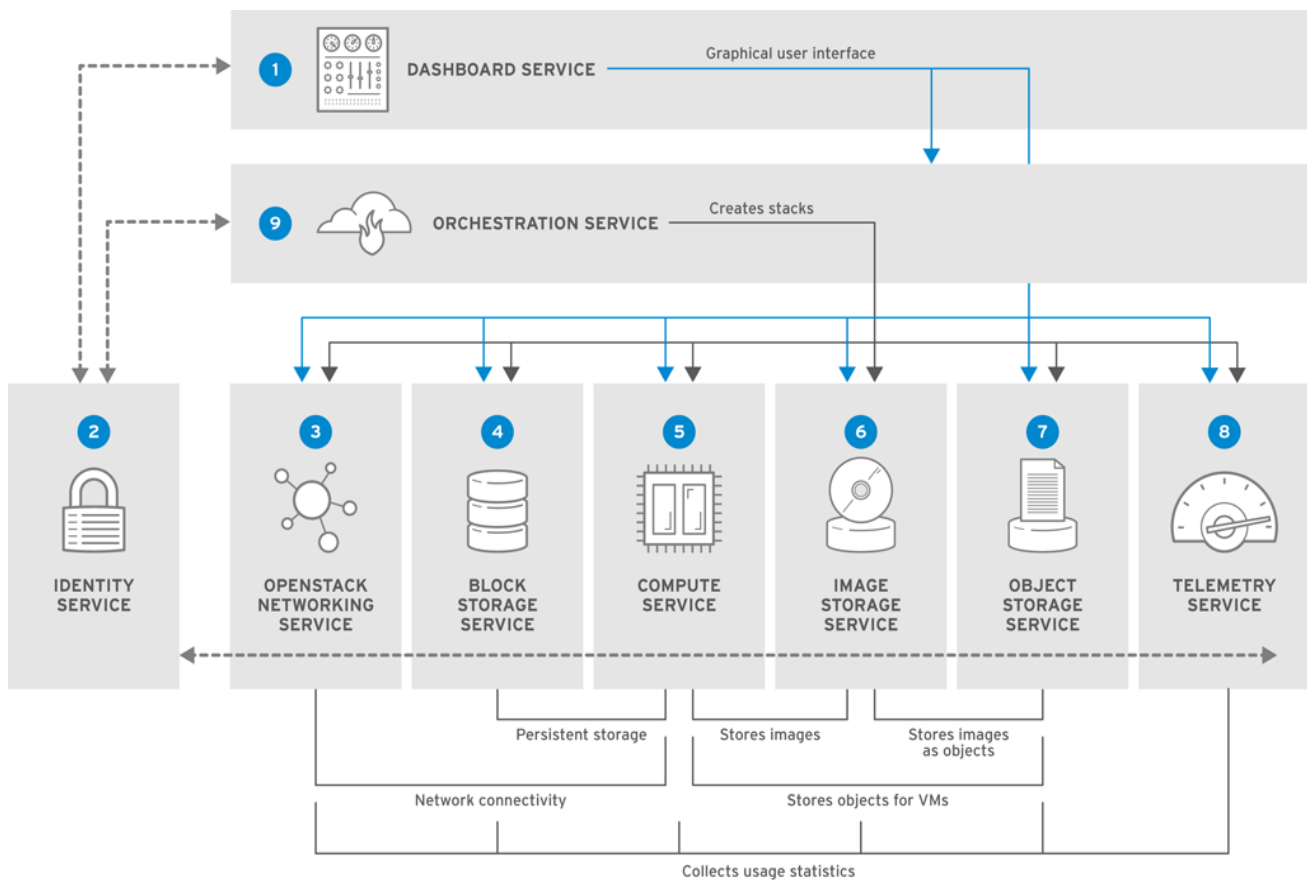 1
DASHBOARD SERVICE
Graphical user interface
9
ORCHESTRATION SERVICE
Creates stacks
2
IDENTITY
SERVICE
3
OPENSTACK
NETWORKING
SERVICE
4
BLOCK
STORAGE
SERVICE
5
COMPUTE
SERVICE
6
IMAGE
STORAGE
SERVICE
7
OBJECT
STORAGE
SERVICE
8
TELEMETRY
SERVICE
Persistent storage
Stores images
Stores images
as objects
Network connectivity
Stores objects for VMs
Collects usage statistics